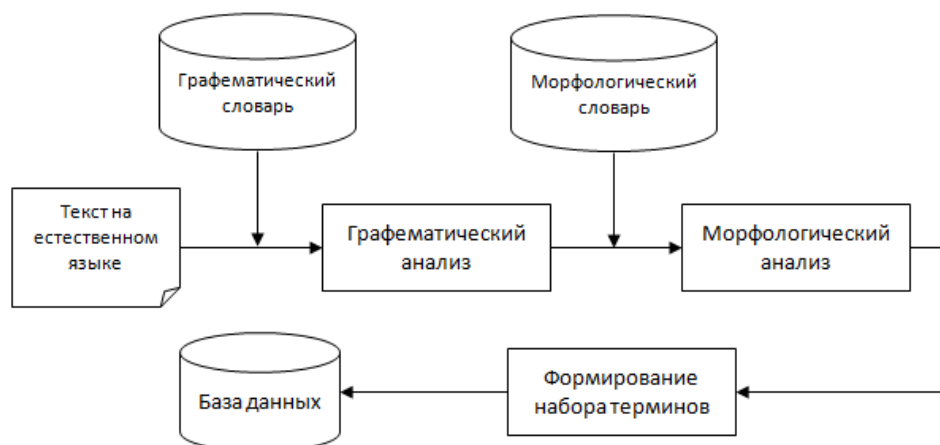 Графематический
словарь
Морфологический
словарь
Текст на
естественном
языке
Графематический
анализ
Морфологический
анализ
База данных
Формирование
набора терминов